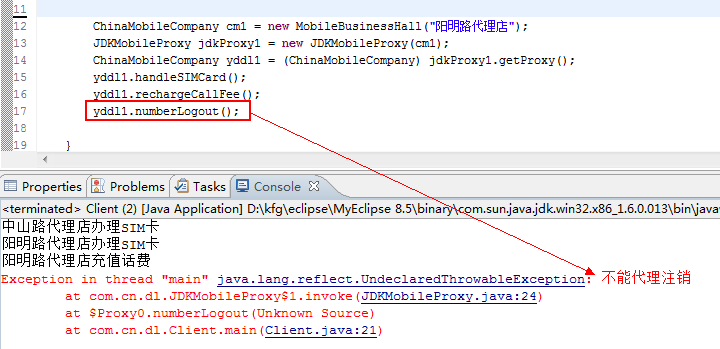 11
12 ChinaMobileCompany cm1 = new MobileBusinessHall("阳明路代理店");
13 JDKMobileProxy jdkProxy1 = new JDKMobileProxy(cm1);
14 ChinaMobileCompany yddl1 = (ChinaMobileCompany) jdkProxy1.getProxy();
15 yddl1.handleSIMCard();
16 yddl1.rechargeCallFee();
17 yddl1.numberLogout();
18
19 }
Properties Problems Tasks Console
<terminated> Client (2) [Java Application] D:\kfg\eclipse\MyEclipse 8.5\binary\com.sun.java.jdk.win32.x86_1.6.0.013\bin\java
中山路代理店办理SIM卡
阳明路代理店办理SIM卡
阳明路代理店充值话费
Exception in thread "main" java.lang.reflect.UndeclaredThrowableException: 不能代理注销
at com.cn.dl.JDKMobileProxy$1.invoke(JDKMobileProxy.java:24)
at $Proxy0.numberLogout(Unknown Source)
at com.cn.dl.Client.main(Client.java:21)